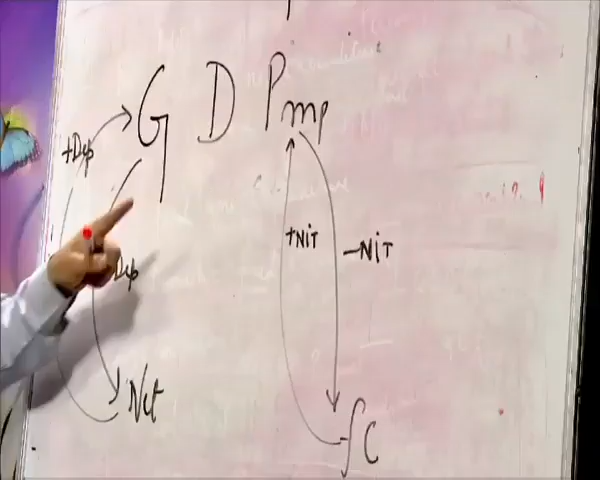 G D Pmp
+Dep
Dep
+NiT -NiT
Net
fc